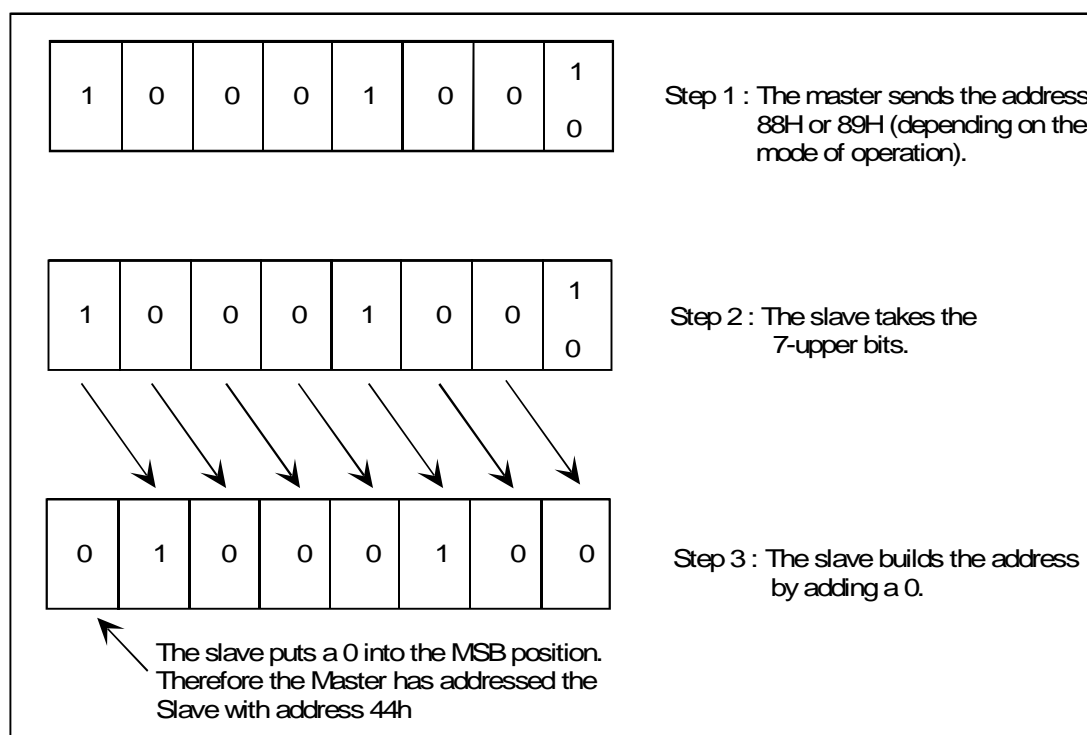 1 0 0 0 1 0 0 1
0
Step 1 : The master sends the address
88H or 89H (depending on the
mode of operation).
1 0 0 0 1 0 0 1
0
Step 2 : The slave takes the
7-upper bits.
0 1 0 0 0 1 0 0
Step 3 : The slave builds the address
by adding a 0.
The slave puts a 0 into the MSB position.
Therefore the Master has addressed the
Slave with address 44h